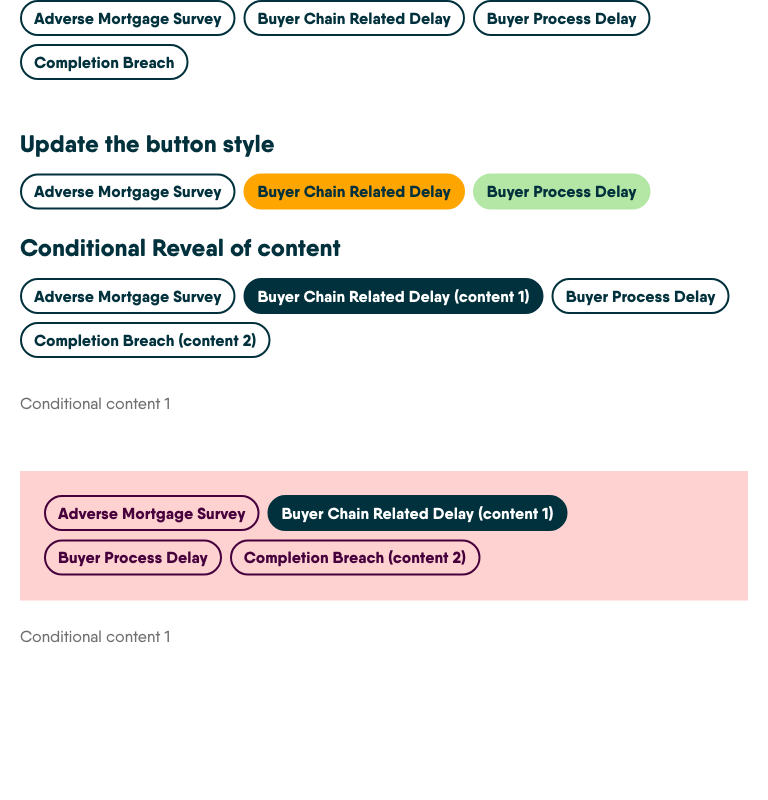 Adverse Mortgage Survey Buyer Chain Related Delay Buyer Process Delay
Completion Breach
Update the button style
Adverse Mortgage Survey Buyer Chain Related Delay Buyer Process Delay
Conditional Reveal of content
Adverse Mortgage Survey Buyer Chain Related Delay (content 1) Buyer Process Delay
Completion Breach (content 2)
Conditional content 1
Adverse Mortgage Survey Buyer Chain Related Delay (content 1)
Buyer Process Delay Completion Breach (content 2)
Conditional content 1